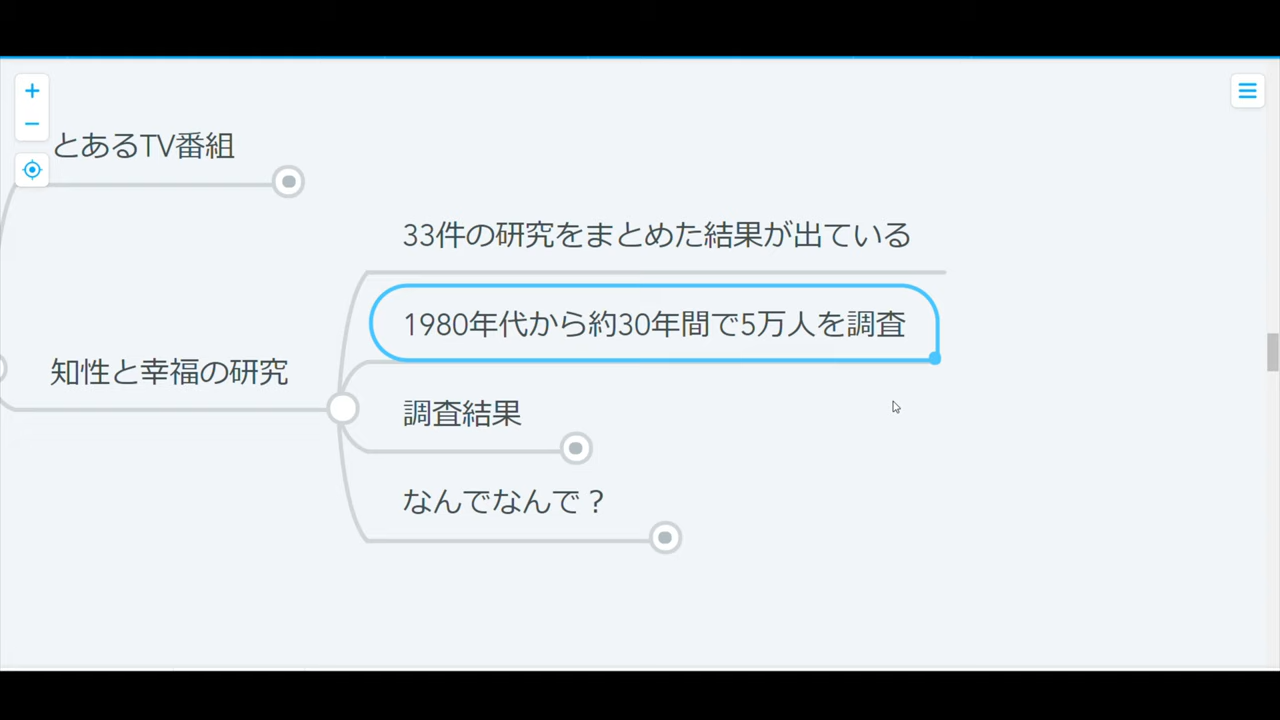 とあるTV番組
33件の研究をまとめた結果が出ている
1980年代から約30年間で5万人を調査
知性と幸福の研究
調査結果
なんでなんで？